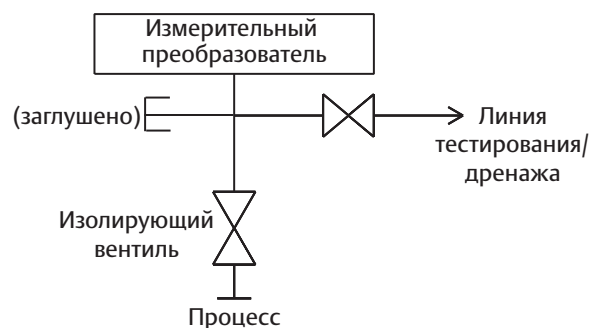 Измерительный
преобразователь
(заглушено)
Линия
тестирования/
дренажа
Изолирующий
вентиль
Процесс